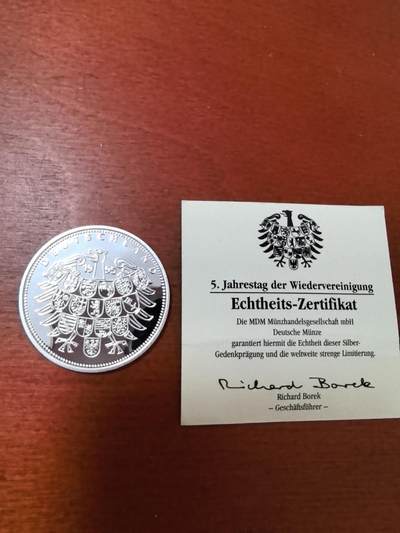 DEUTSCHLAND
5. Jahrestag der Wiedervereinigung
Echtheits-Zertifikat
Die MDM Münzhandelsgesellschaft mbH
Deutsche Münze
garantiert hiermit die Echtheit dieser Silber-
Gedenkprägung und die weltweite strenge Limitierung.
Richard Borek
Richard Borek
– Geschäftsführer –